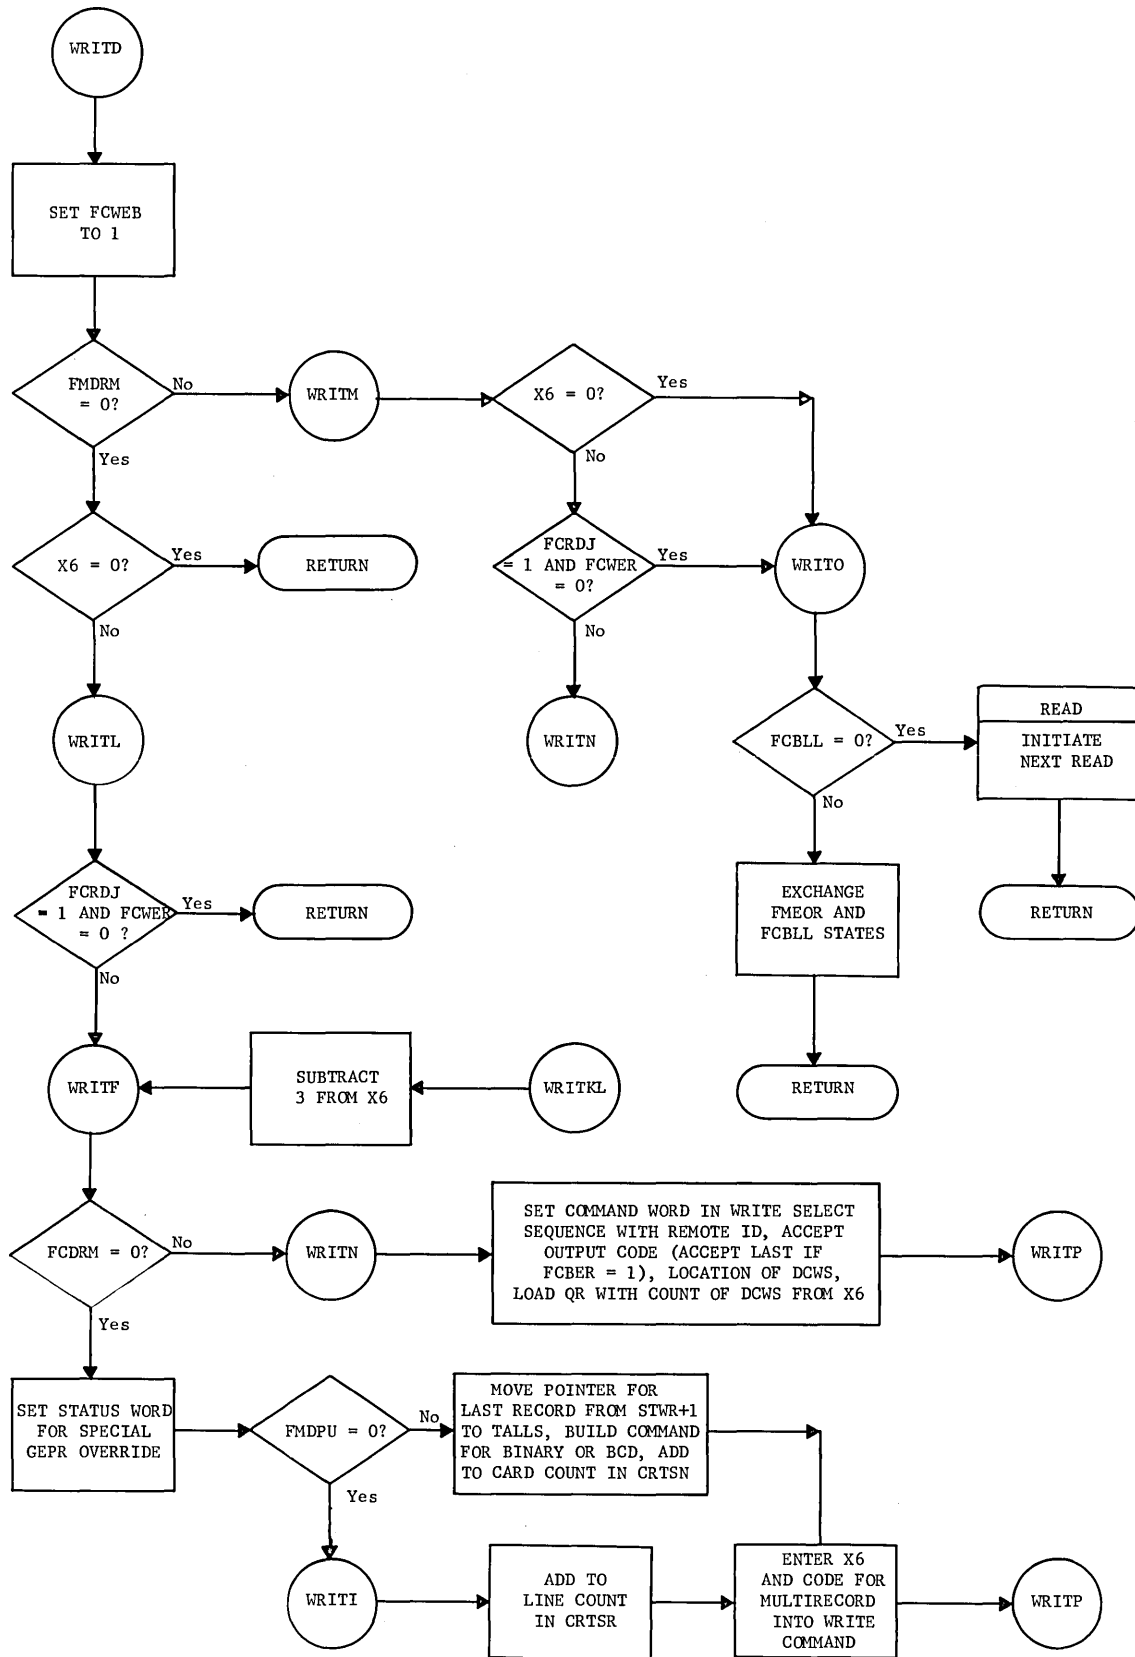 WRITD
SET FCWEB
TO 1
FMDRM
= 0?
No
Yes
WRITM
X6 = 0?
Yes
No
X6 = 0?
Yes
No
RETURN
FCRDJ
= 1 AND FCWER
= 0?
Yes
No
WRITO
WRITL
WRITN
FCBLL = 0?
Yes
No
READ
INITIATE
NEXT READ
FCRDJ
= 1 AND FCWER
= 0 ?
Yes
No
RETURN
EXCHANGE
FMEOR AND
FCBLL STATES
RETURN
WRITF
SUBTRACT
3 FROM X6
WRITKL
RETURN
FCDRM = 0?
No
Yes
WRITN
SET COMMAND WORD IN WRITE SELECT
SEQUENCE WITH REMOTE ID, ACCEPT
OUTPUT CODE (ACCEPT LAST IF
FCBER = 1), LOCATION OF DCWS,
LOAD QR WITH COUNT OF DCWS FROM X6
WRITP
SET STATUS WORD
FOR SPECIAL
GEPR OVERRIDE
FMDPU = 0?
No
Yes
MOVE POINTER FOR
LAST RECORD FROM STWR+1
TO TALLS, BUILD COMMAND
FOR BINARY OR BCD, ADD
TO CARD COUNT IN CRTSN
WRITI
ADD TO
LINE COUNT
IN CRTSR
ENTER X6
AND CODE FOR
MULTIRECORD
INTO WRITE
COMMAND
WRITP